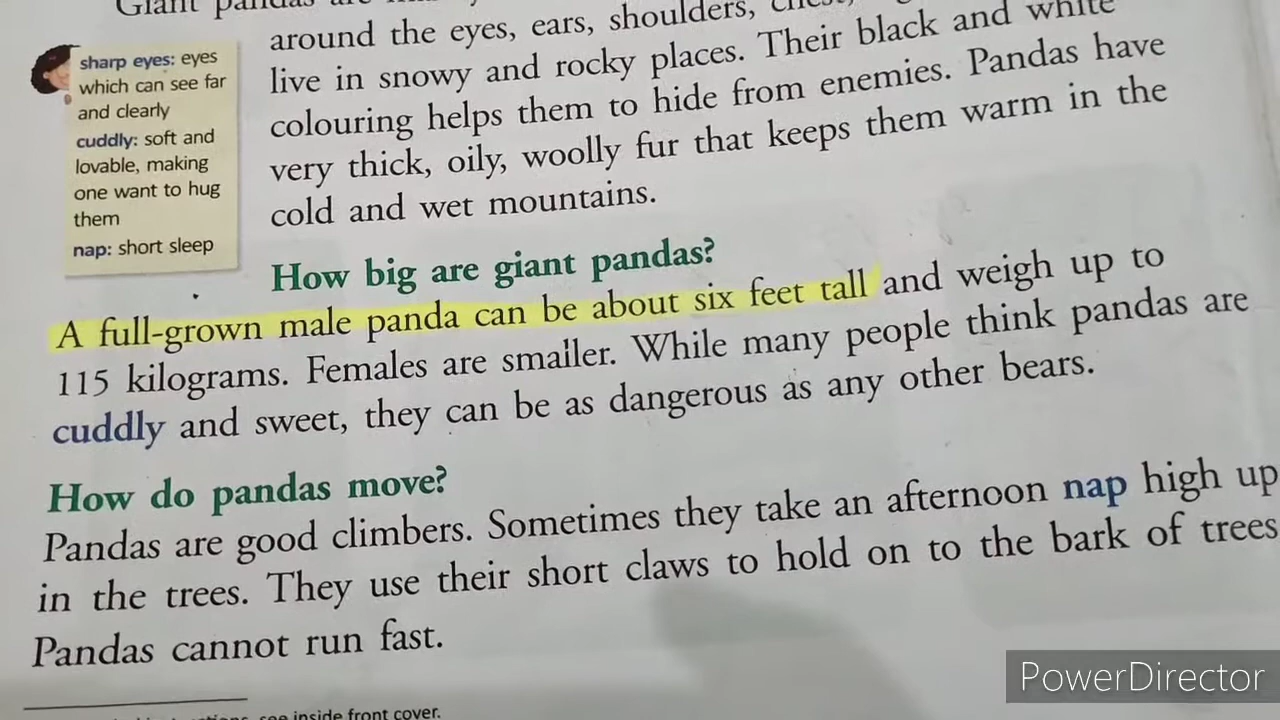 Giant pandas are
around the eyes, ears, shoulders, chest,
live in snowy and rocky places. Their black and white
colouring helps them to hide from enemies. Pandas have
very thick, oily, woolly fur that keeps them warm in the
cold and wet mountains.
sharp eyes: eyes
which can see far
and clearly
cuddly: soft and
lovable, making
one want to hug
them
nap: short sleep
How big are giant pandas?
A full-grown male panda can be about six feet tall and weigh up to
115 kilograms. Females are smaller. While many people think pandas are
cuddly and sweet, they can be as dangerous as any other bears.
How do pandas move?
Pandas are good climbers. Sometimes they take an afternoon nap high up
in the trees. They use their short claws to hold on to the bark of trees
Pandas cannot run fast.
see inside front cover.
PowerDirector